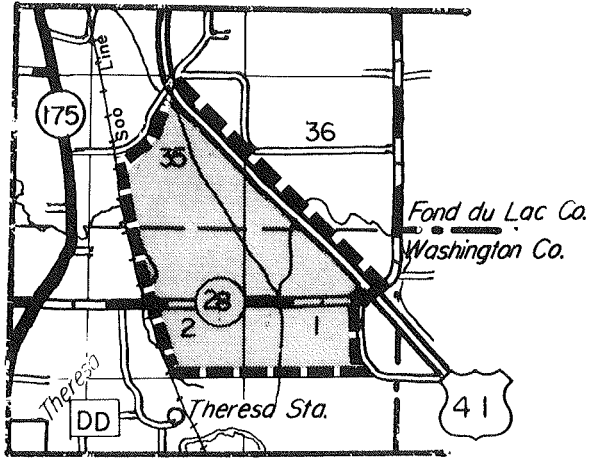 Soo Line
175
36
35
Fond du Lac Co.
Washington Co.
28
2
1
Theresa
DD
Theresa Sta.
41